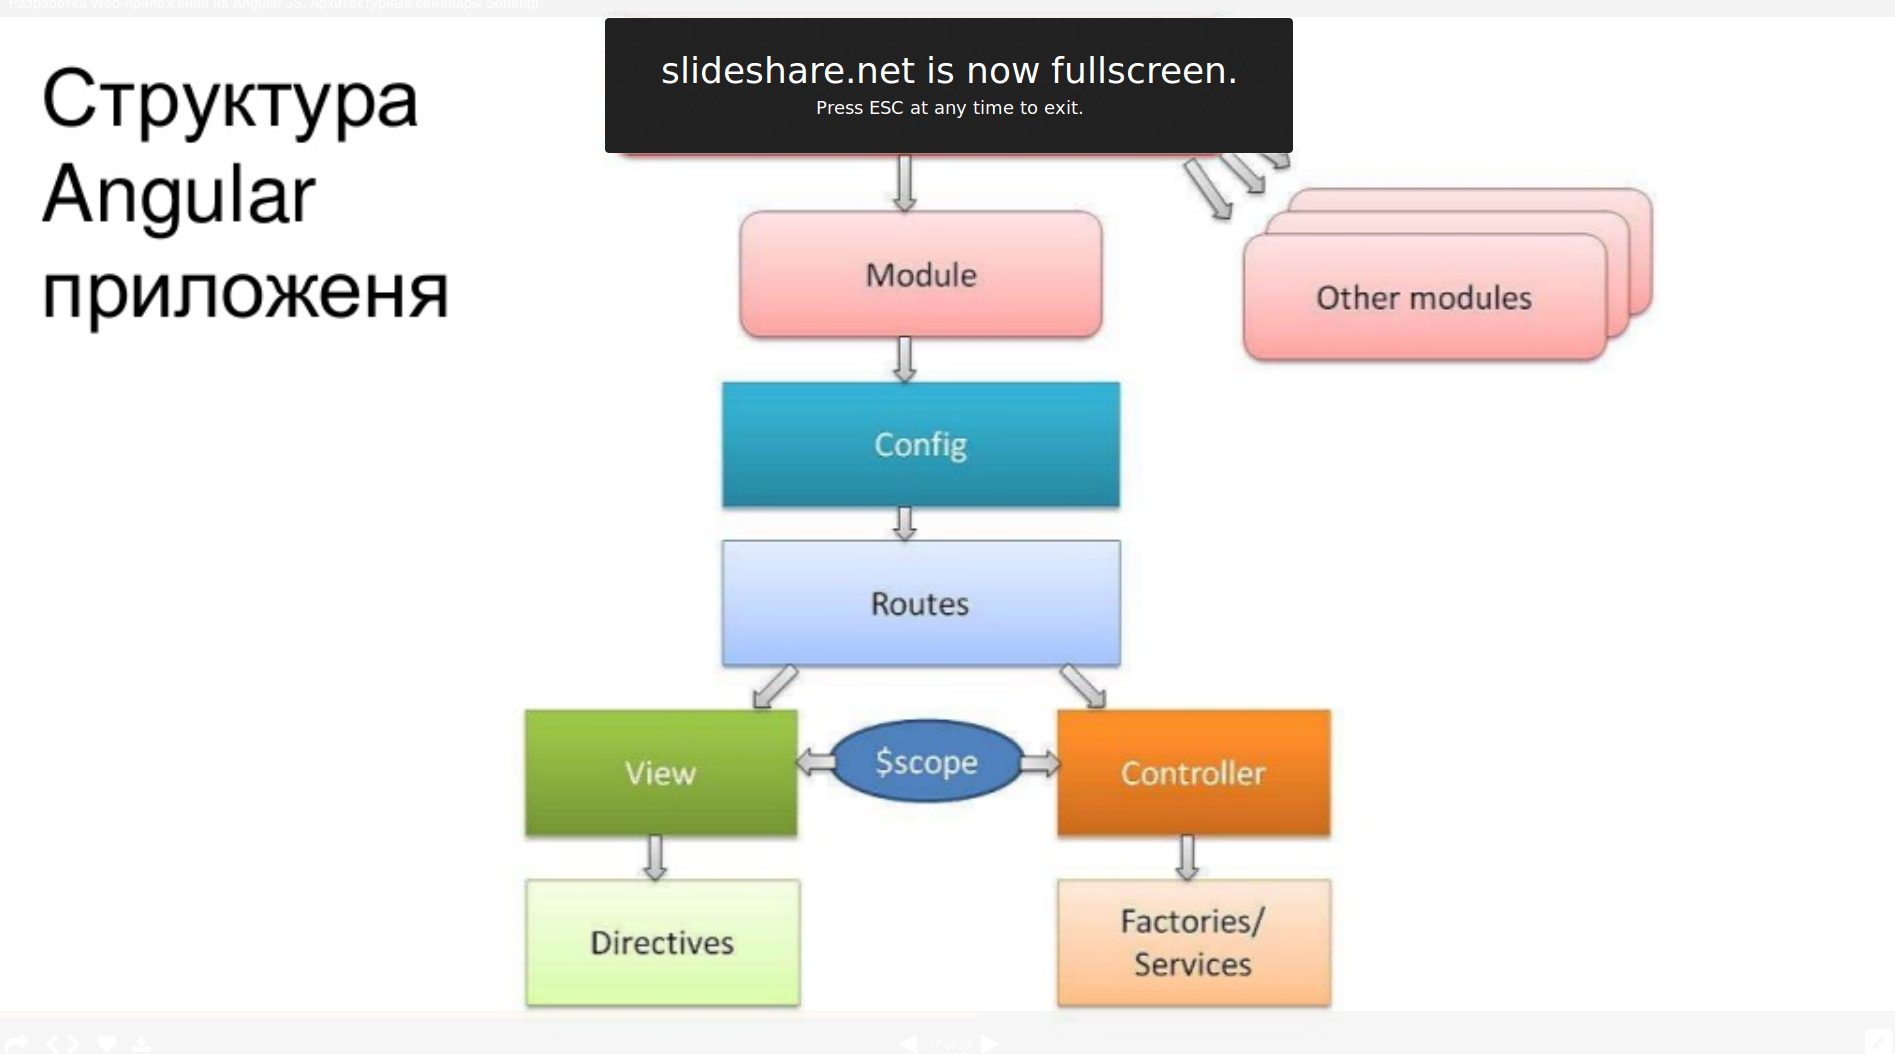 Разработка Web-приложений на Angular JS. Архитектурные семинары Softengi
slideshare.net is now fullscreen.
Press ESC at any time to exit.
Структура
Angular
приложеня
Module
Other modules
Config
Routes
View
$scope
Controller
Directives
Factories/
Services
17 of 33